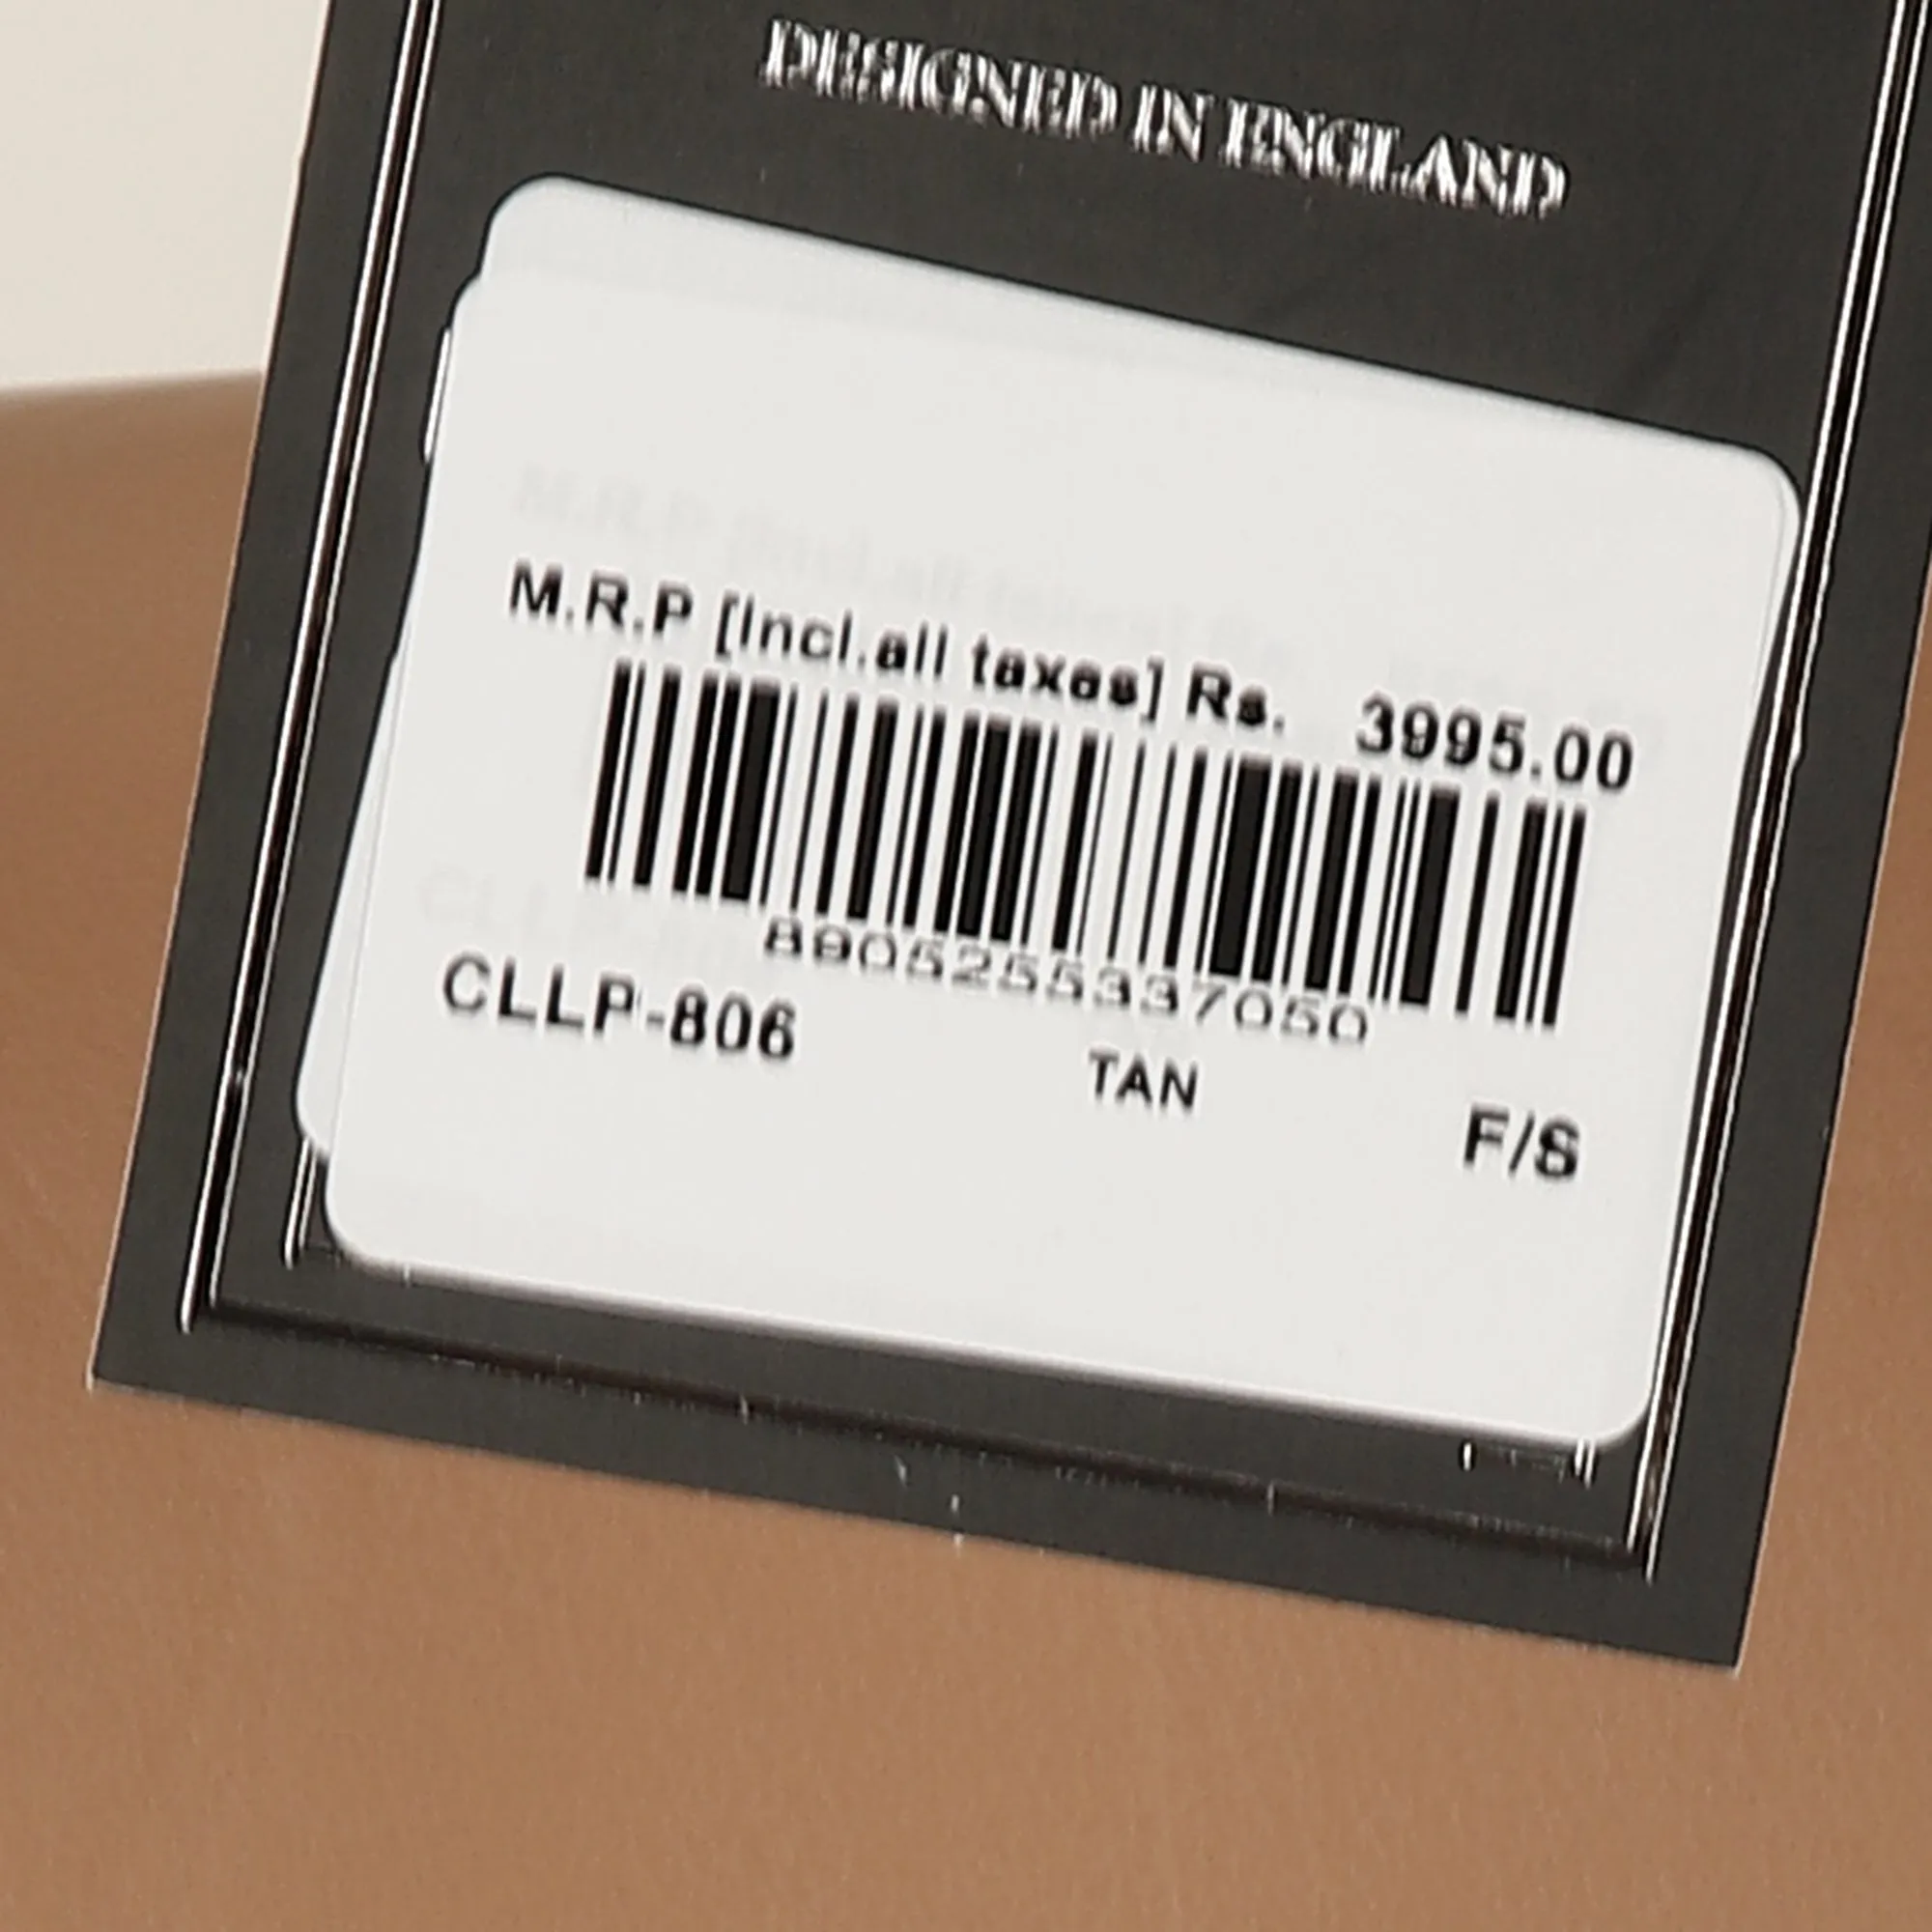 DESIGNED IN ENGLAND
M.R.P [Incl.all taxes] Rs. 3995.00
8905255337050
CLLP-806 TAN F/S